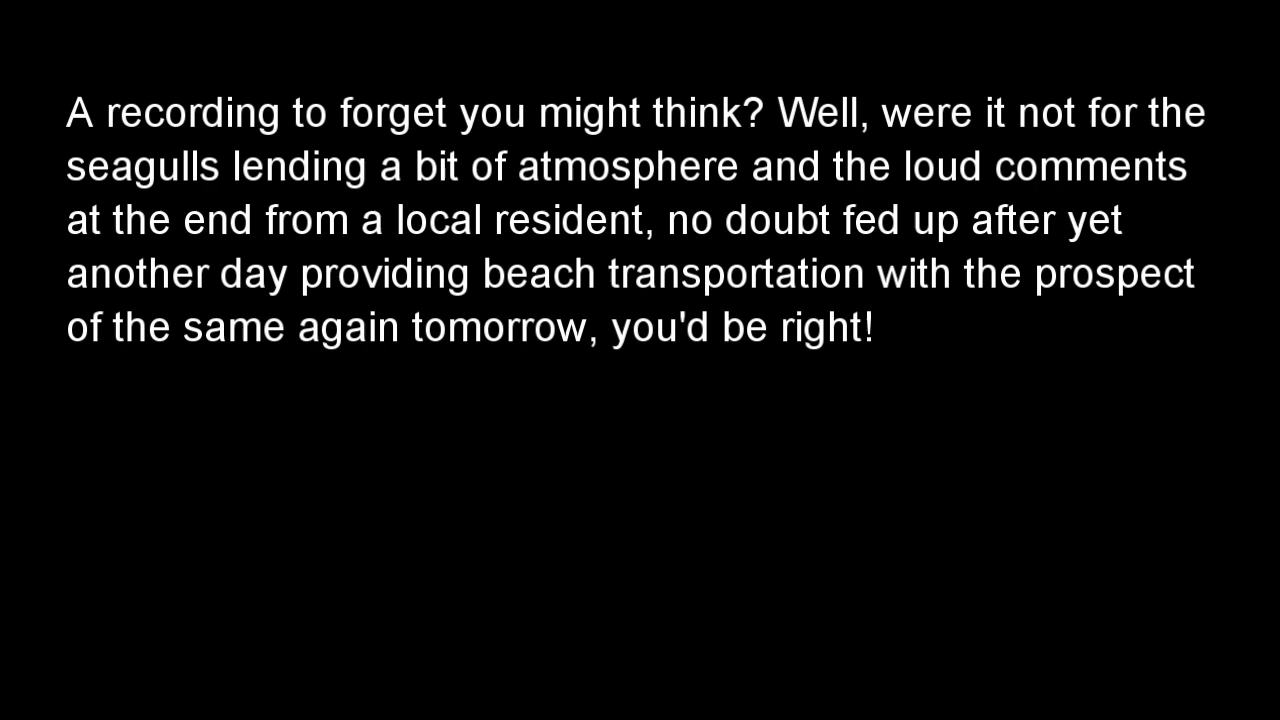 A recording to forget you might think? Well, were it not for the
seagulls lending a bit of atmosphere and the loud comments
at the end from a local resident, no doubt fed up after yet
another day providing beach transportation with the prospect
of the same again tomorrow, you'd be right!